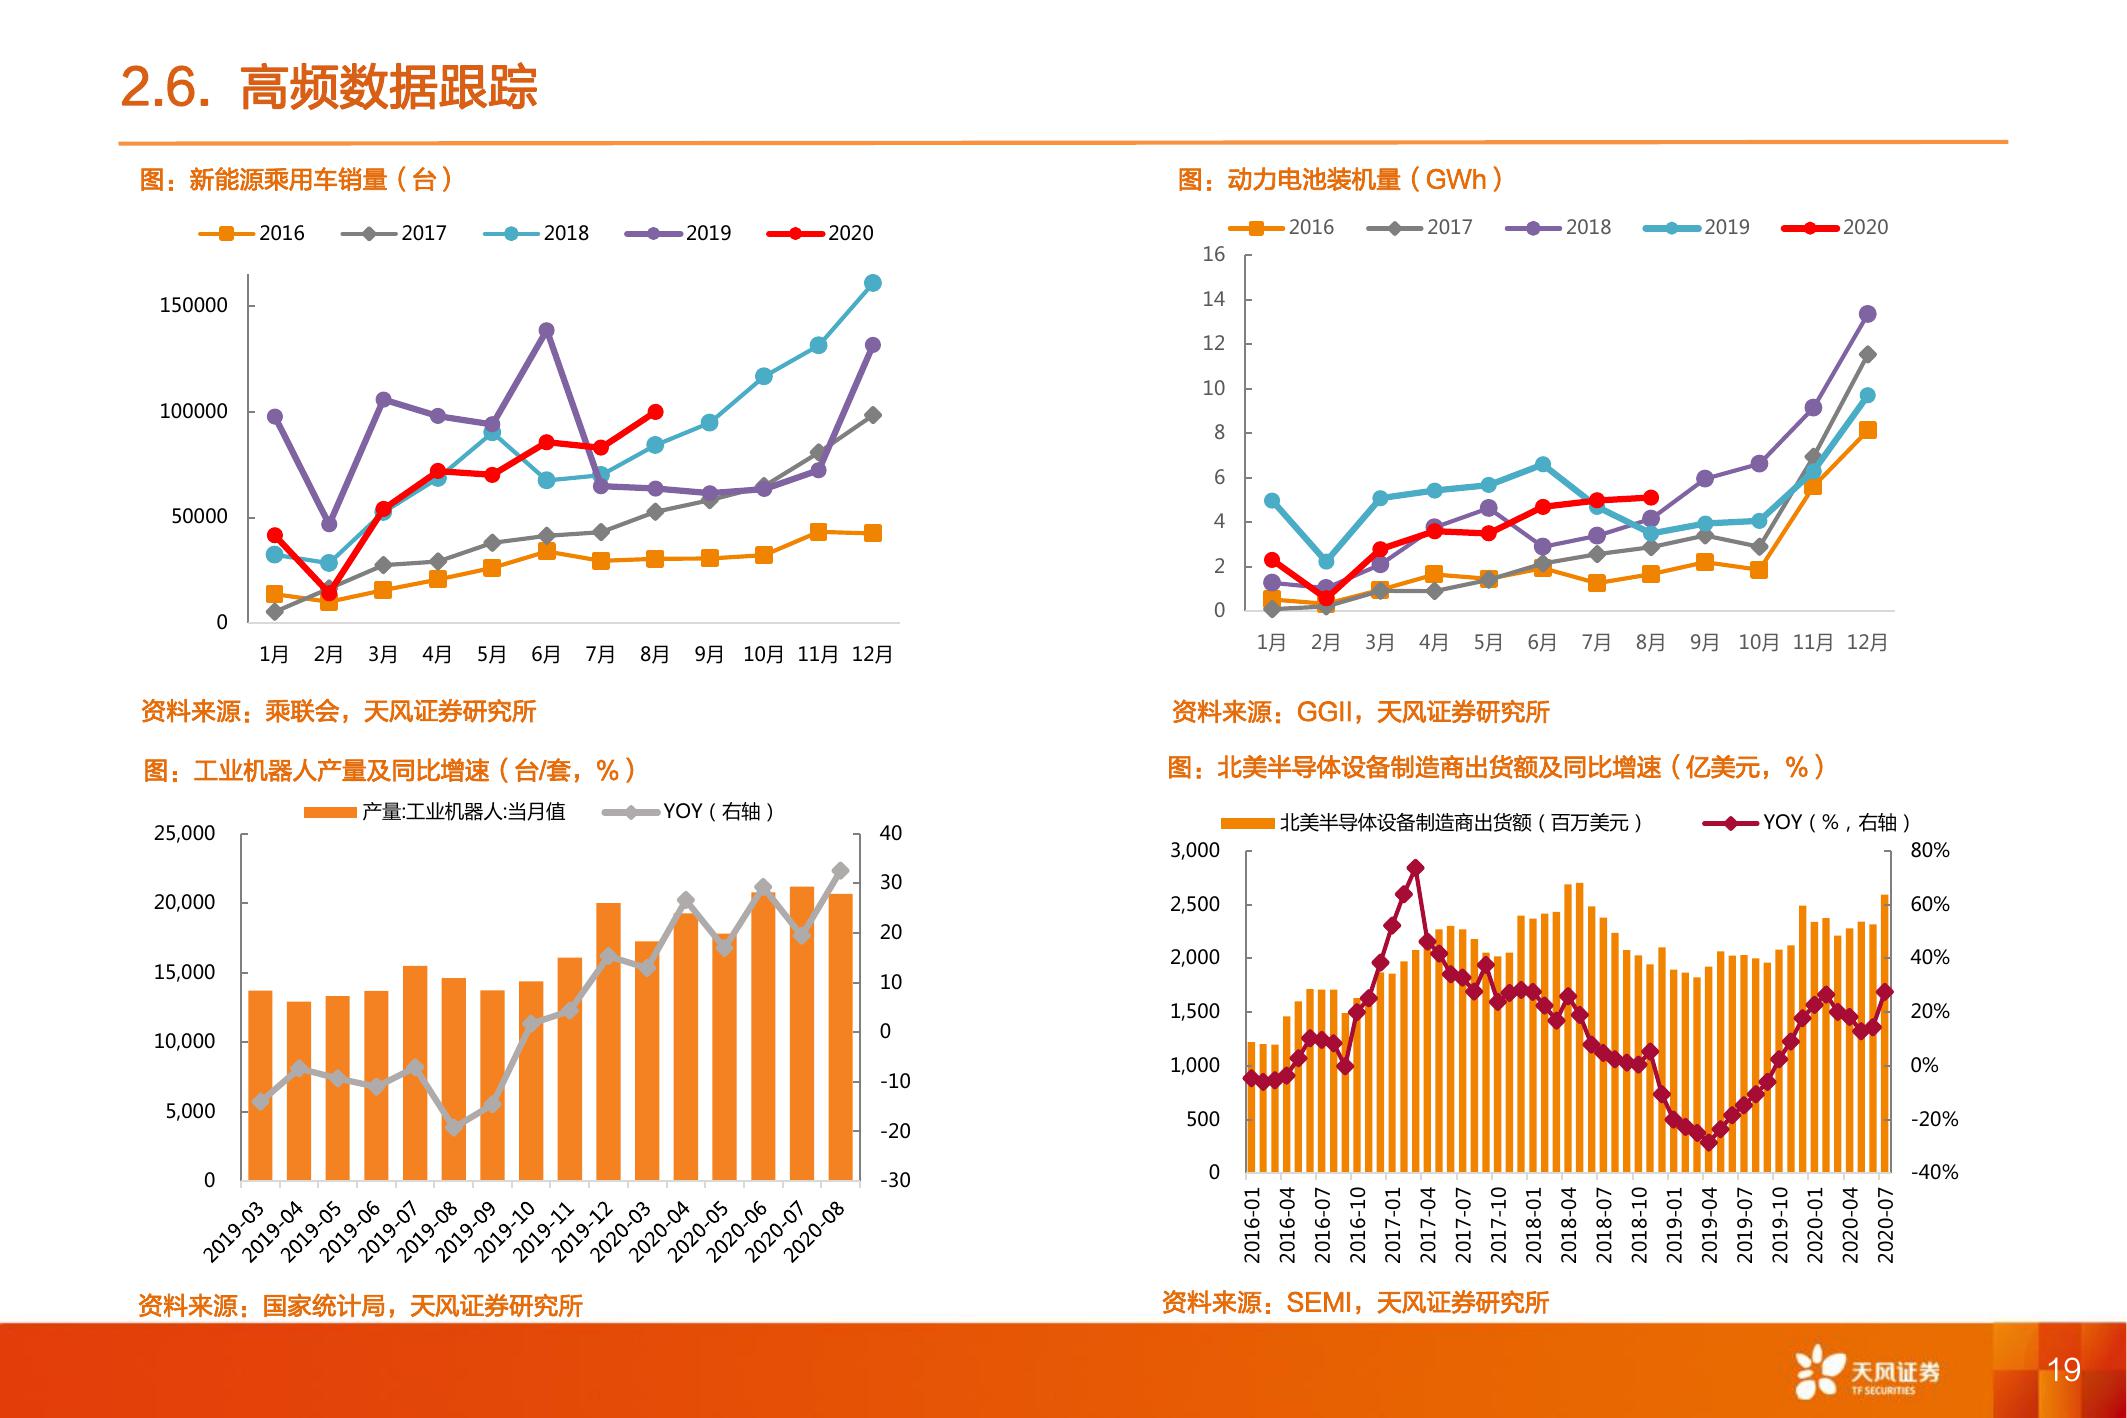 2.6. 高频数据跟踪
图：新能源乘用车销量（台）
2016 2017 2018 2019 2020
150000
100000
50000
0
1月 2月 3月 4月 5月 6月 7月 8月 9月 10月 11月 12月
资料来源：乘联会，天风证券研究所
图：动力电池装机量（GWh）
2016 2017 2018 2019 2020
16
14
12
10
8
6
4
2
0
1月 2月 3月 4月 5月 6月 7月 8月 9月 10月 11月 12月
资料来源：GGII，天风证券研究所
图：工业机器人产量及同比增速（台/套，%）
产量:工业机器人:当月值 YOY（右轴）
25,000
20,000
15,000
10,000
5,000
0
40
30
20
10
0
-10
-20
-30
2019-03 2019-04 2019-05 2019-06 2019-07 2019-08 2019-09 2019-10 2019-11 2019-12 2020-03 2020-04 2020-05 2020-06 2020-07 2020-08
资料来源：国家统计局，天风证券研究所
图：北美半导体设备制造商出货额及同比增速（亿美元，%）
北美半导体设备制造商出货额（百万美元） YOY（%，右轴）
3,000
2,500
2,000
1,500
1,000
500
0
80%
60%
40%
20%
0%
-20%
-40%
2016-01 2016-04 2016-07 2016-10 2017-01 2017-04 2017-07 2017-10 2018-01 2018-04 2018-07 2018-10 2019-01 2019-04 2019-07 2019-10 2020-01 2020-04 2020-07
资料来源：SEMI，天风证券研究所
天风证券
TF SECURITIES
19